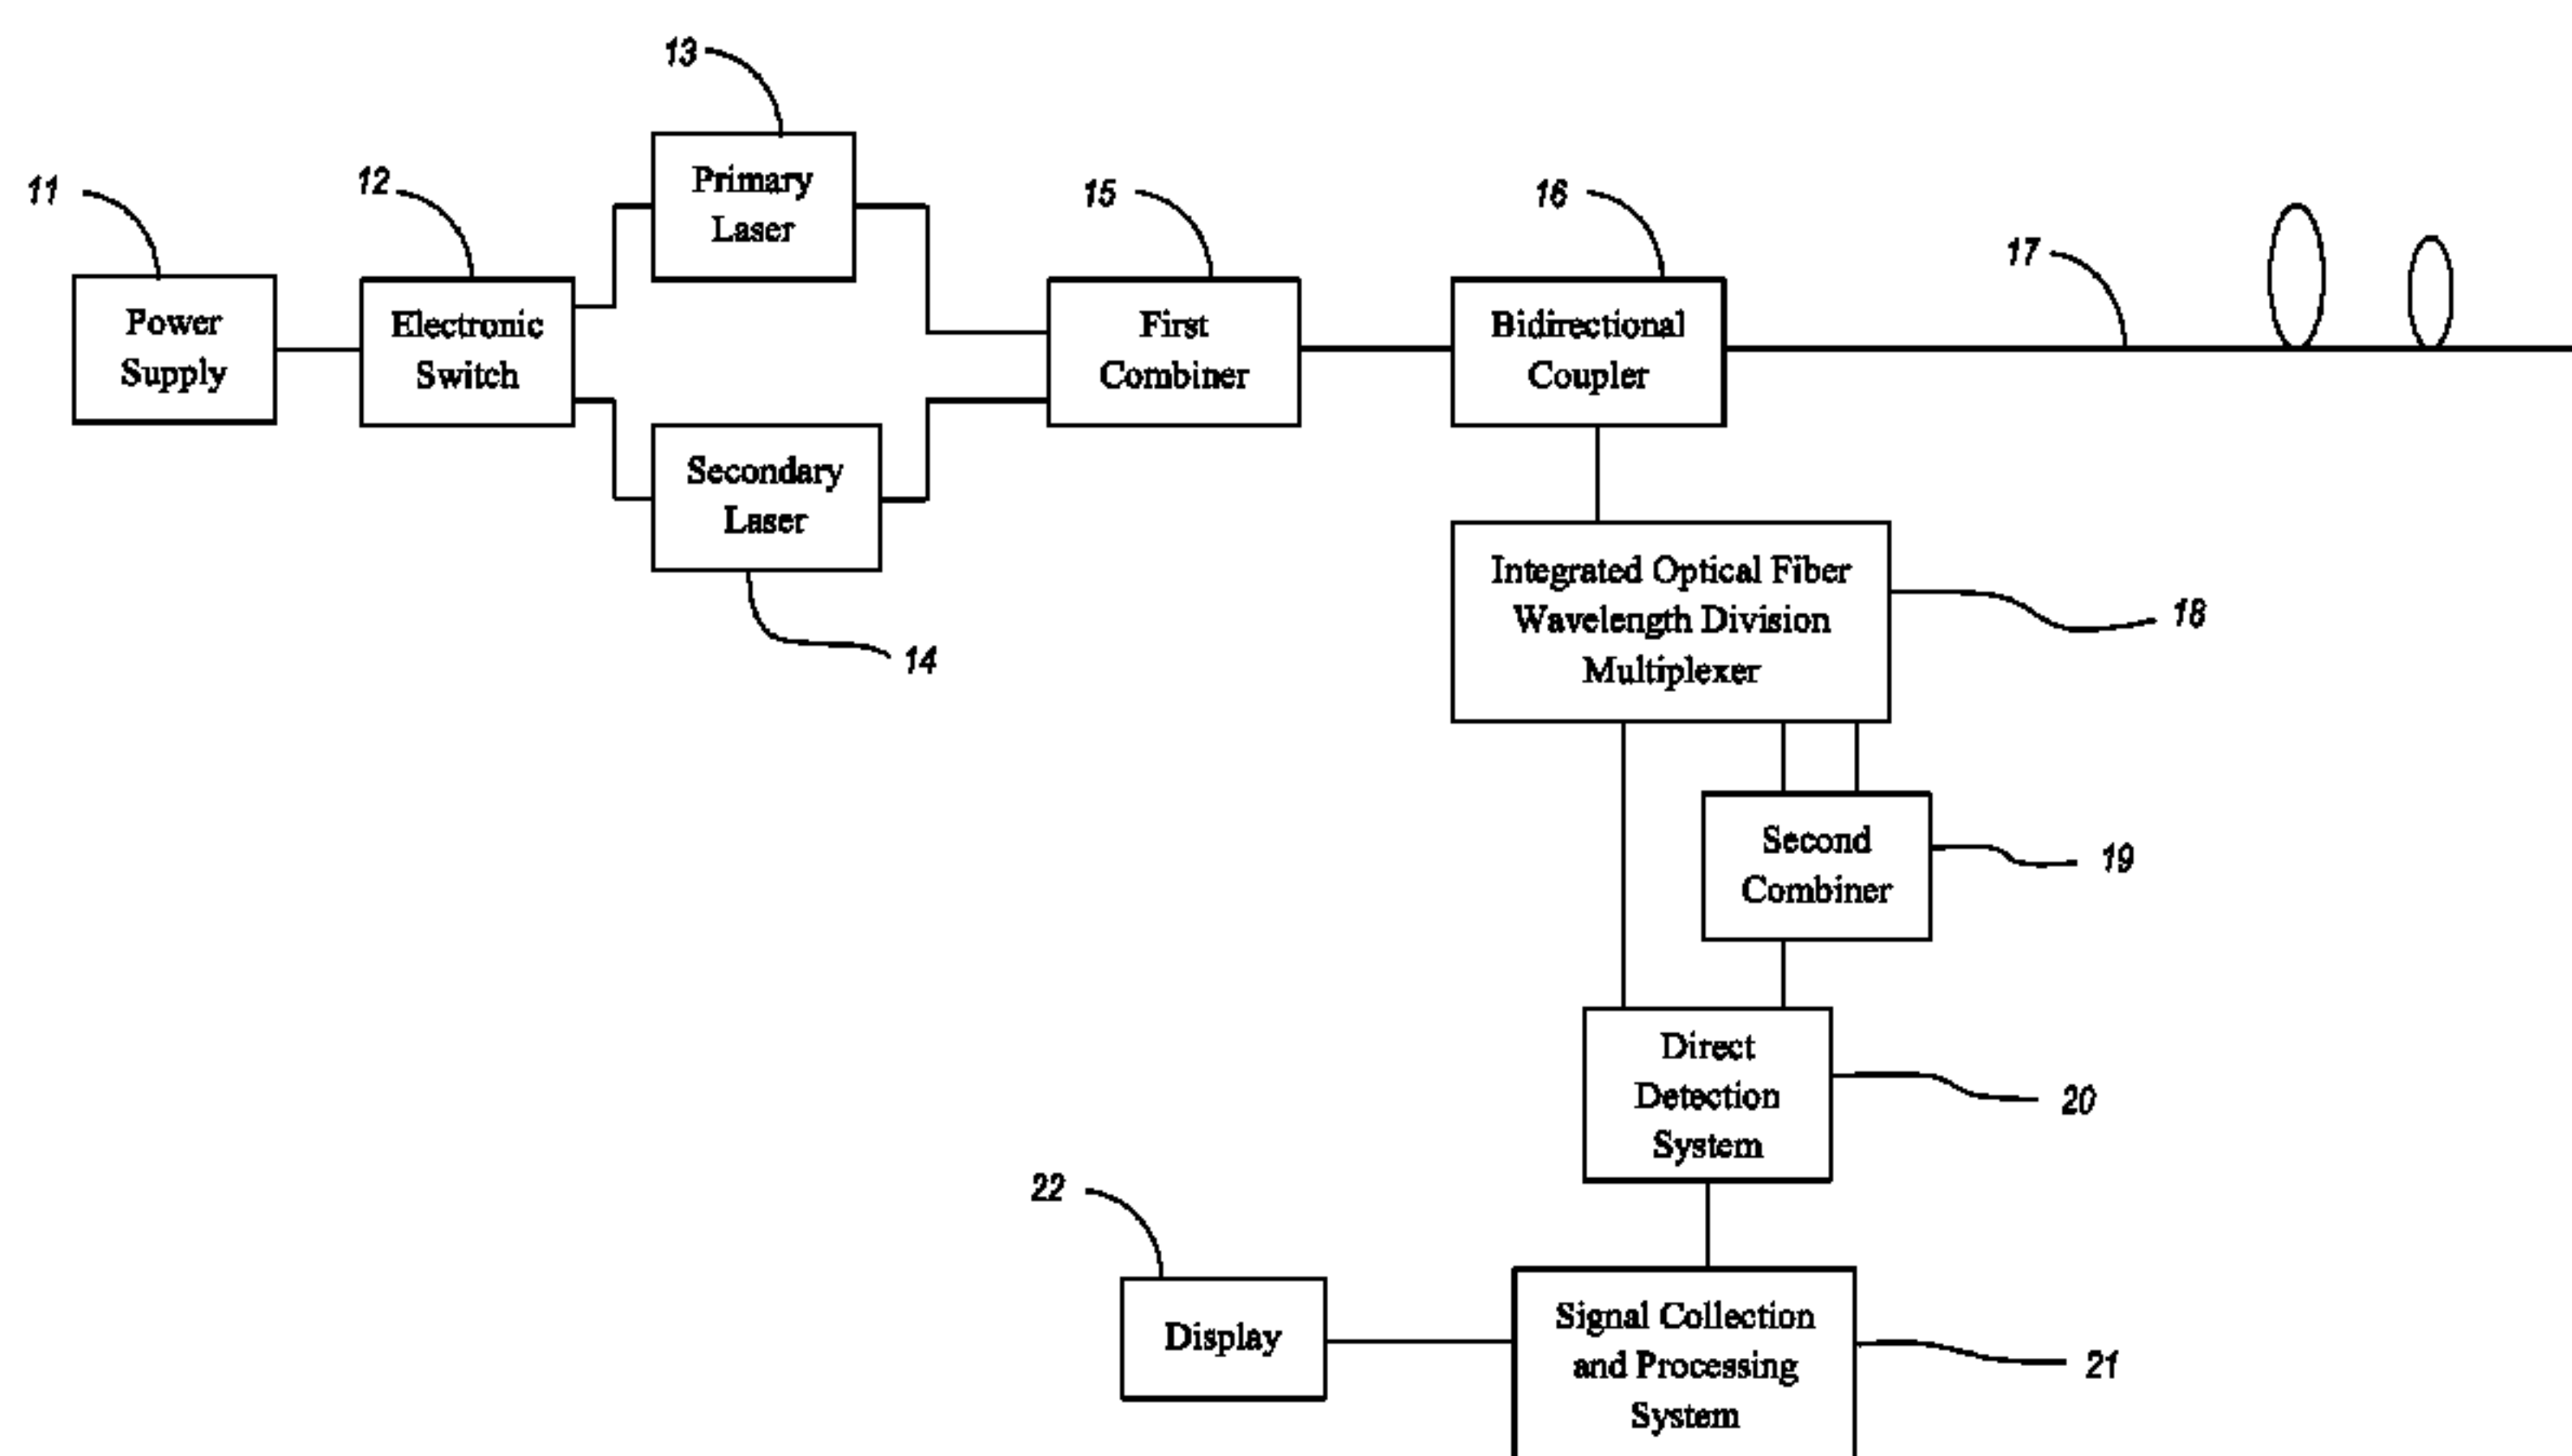 13
11
12
15
16
17
Primary
Laser
Power
Supply
Electronic
Switch
First
Combiner
Bidirectional
Coupler
Secondary
Laser
14
Integrated Optical Fiber
Wavelength Division
Multiplexer
18
Second
Combiner
19
Direct
Detection
System
20
22
Display
Signal Collection
and Processing
System
21